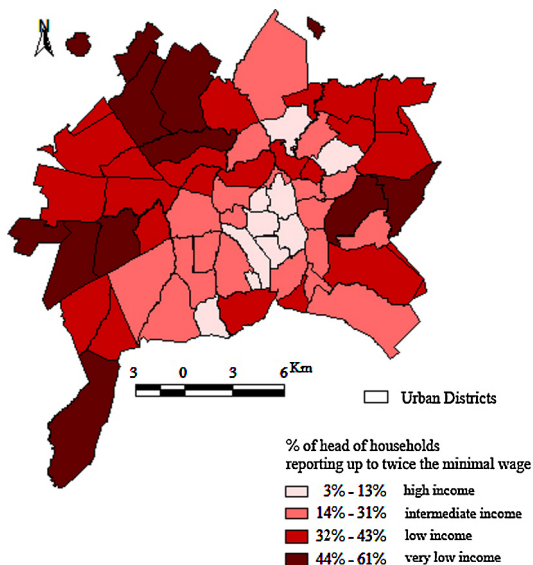 N
3 0 3 6 Km
Urban Districts
% of head of households
reporting up to twice the minimal wage
3% - 13% high income
14% - 31% intermediate income
32% - 43% low income
44% - 61% very low income